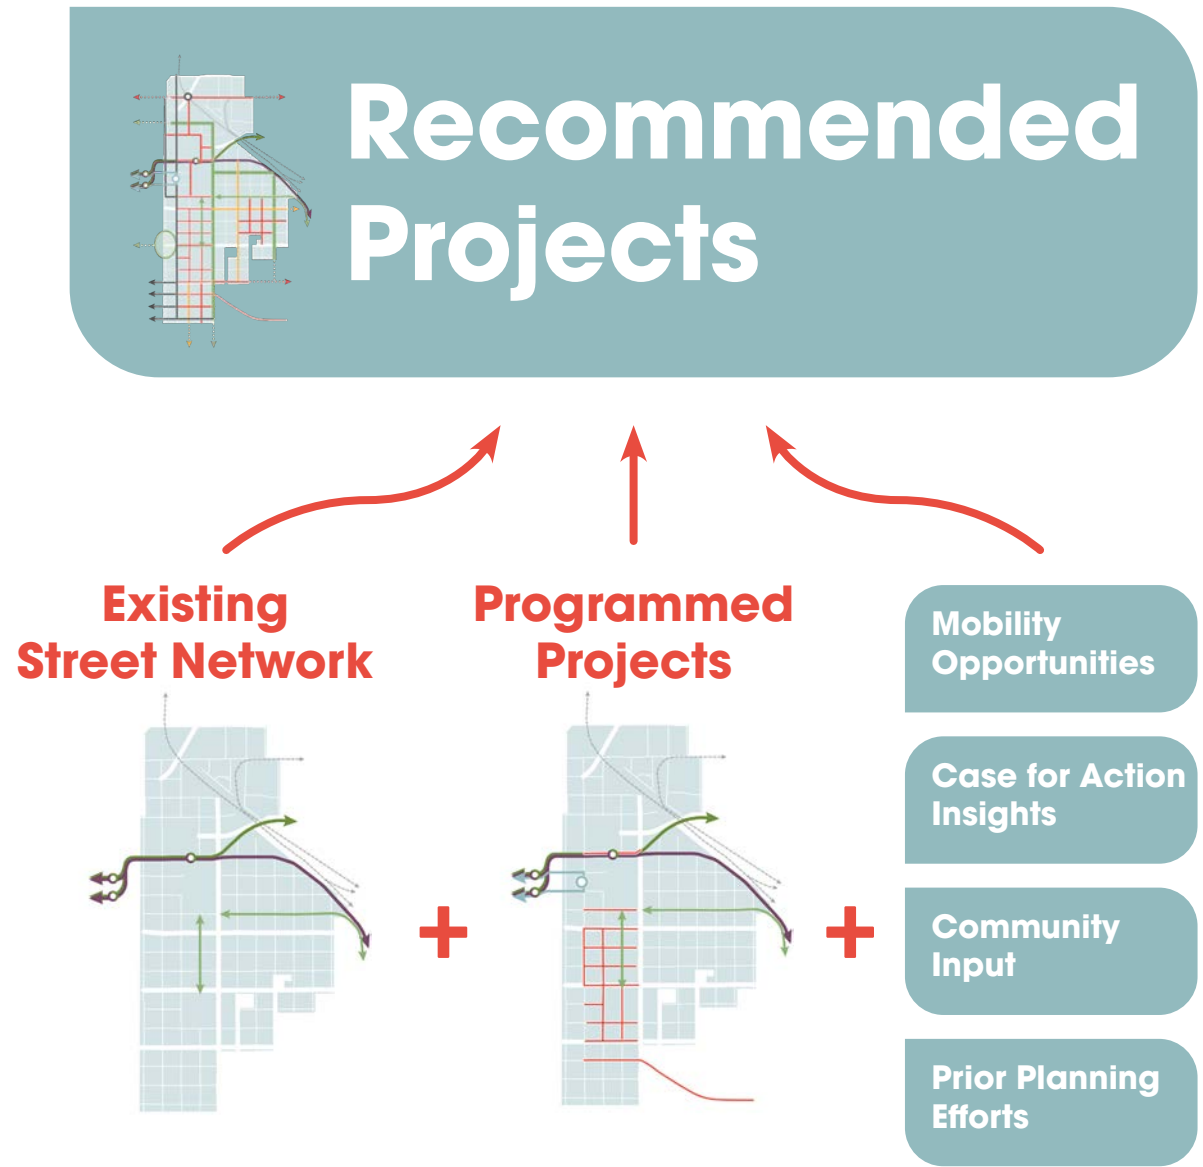 Recommended
Projects
Existing
Street Network
Programmed
Projects
Mobility
Opportunities
Case for Action
Insights
Community
Input
Prior Planning
Efforts